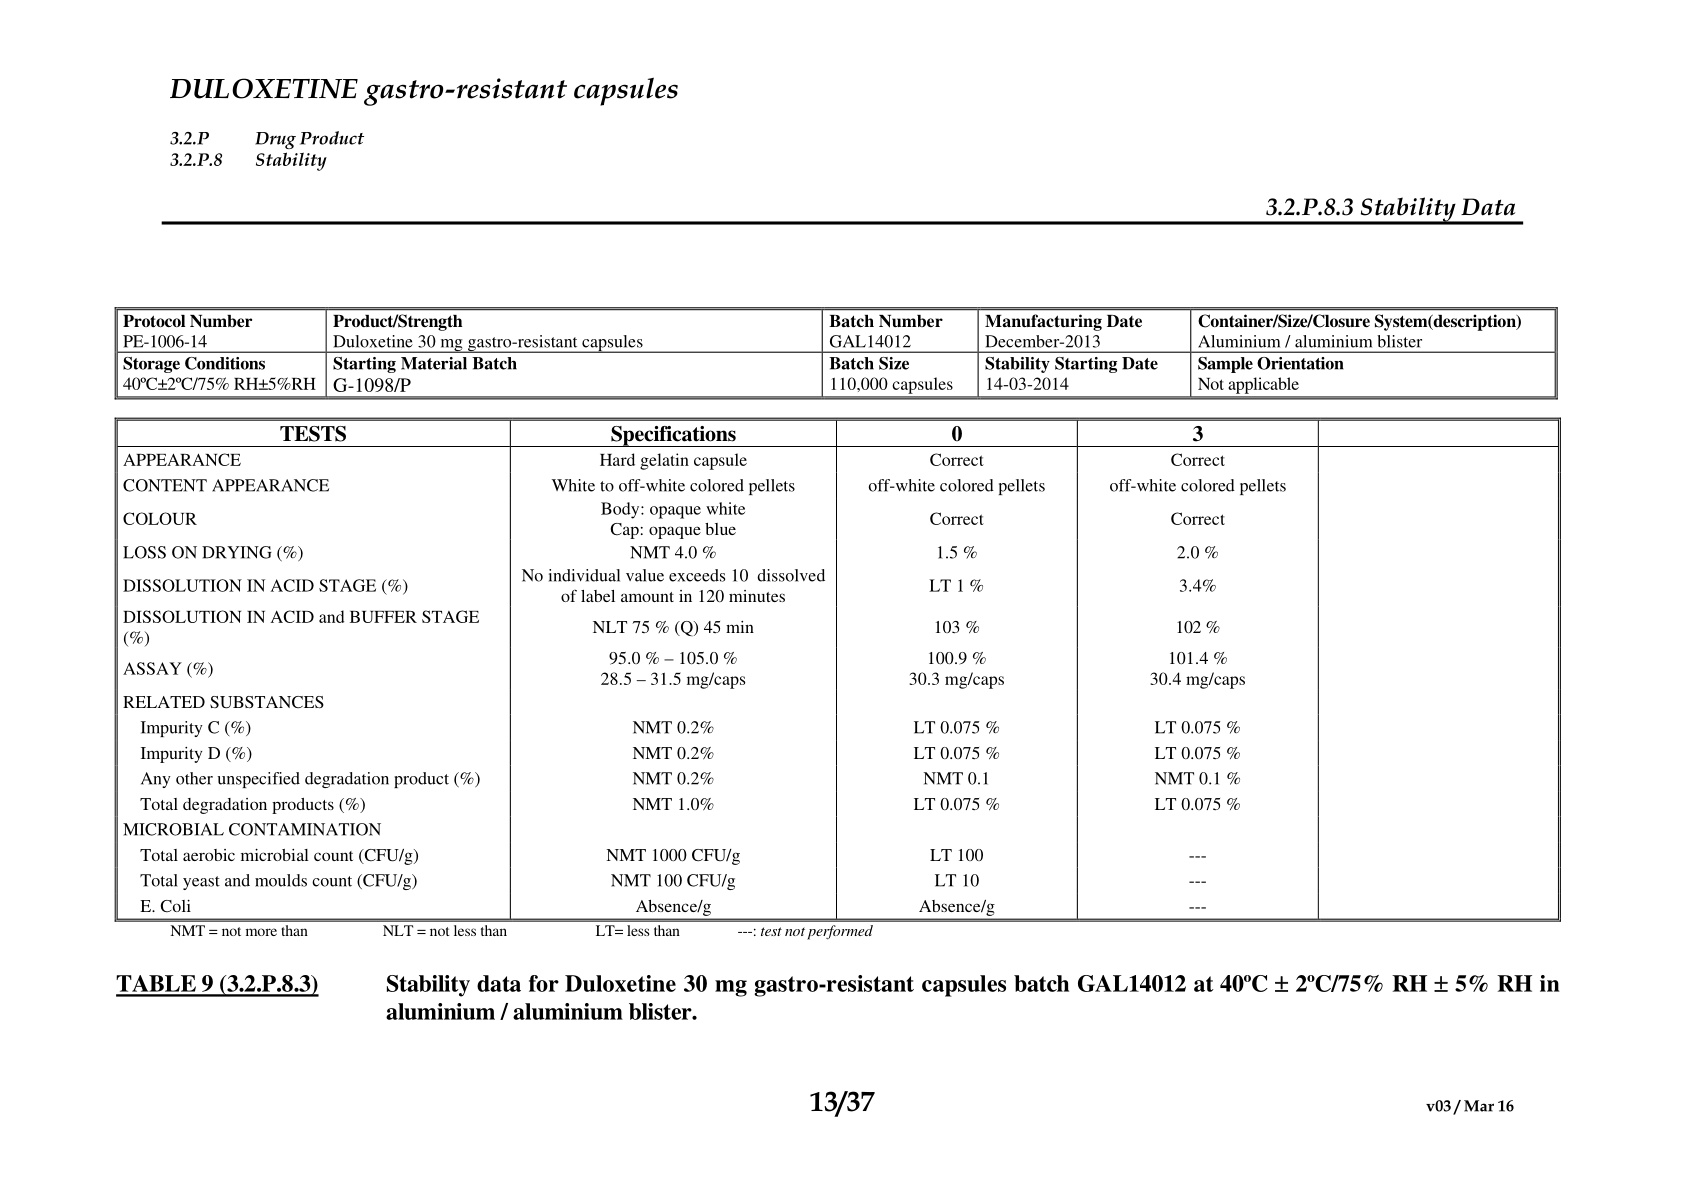 DULOXETINE gastro-resistant capsules
3.2.P Drug Product
3.2.P.8 Stability
3.2.P.8.3 Stability Data
Protocol Number Product/Strength Batch Number Manufacturing Date Container/Size/Closure System(description)
PE-1006-14 Duloxetine 30 mg gastro-resistant capsules GAL14012 December-2013 Aluminium / aluminium blister
Storage Conditions Starting Material Batch Batch Size Stability Starting Date Sample Orientation
40ºC±2ºC/75% RH±5%RH G-1098/P 110,000 capsules 14-03-2014 Not applicable
TESTS Specifications 0 3
APPEARANCE Hard gelatin capsule Correct Correct
CONTENT APPEARANCE White to off-white colored pellets off-white colored pellets off-white colored pellets
COLOUR Body: opaque white
Cap: opaque blue Correct Correct
LOSS ON DRYING (%) NMT 4.0 % 1.5 % 2.0 %
DISSOLUTION IN ACID STAGE (%) No individual value exceeds 10 dissolved
of label amount in 120 minutes LT 1 % 3.4%
DISSOLUTION IN ACID and BUFFER STAGE
(%) NLT 75 % (Q) 45 min 103 % 102 %
ASSAY (%) 95.0 % – 105.0 % 100.9 % 101.4 %
28.5 – 31.5 mg/caps 30.3 mg/caps 30.4 mg/caps
RELATED SUBSTANCES
Impurity C (%) NMT 0.2% LT 0.075 % LT 0.075 %
Impurity D (%) NMT 0.2% LT 0.075 % LT 0.075 %
Any other unspecified degradation product (%) NMT 0.2% NMT 0.1 NMT 0.1 %
Total degradation products (%) NMT 1.0% LT 0.075 % LT 0.075 %
MICROBIAL CONTAMINATION
Total aerobic microbial count (CFU/g) NMT 1000 CFU/g LT 100 ---
Total yeast and moulds count (CFU/g) NMT 100 CFU/g LT 10 ---
E. Coli Absence/g Absence/g ---
NMT = not more than NLT = not less than LT= less than ---: test not performed
TABLE 9 (3.2.P.8.3) Stability data for Duloxetine 30 mg gastro-resistant capsules batch GAL14012 at 40ºC ± 2ºC/75% RH ± 5% RH in
aluminium / aluminium blister.
13/37
v03 / Mar 16